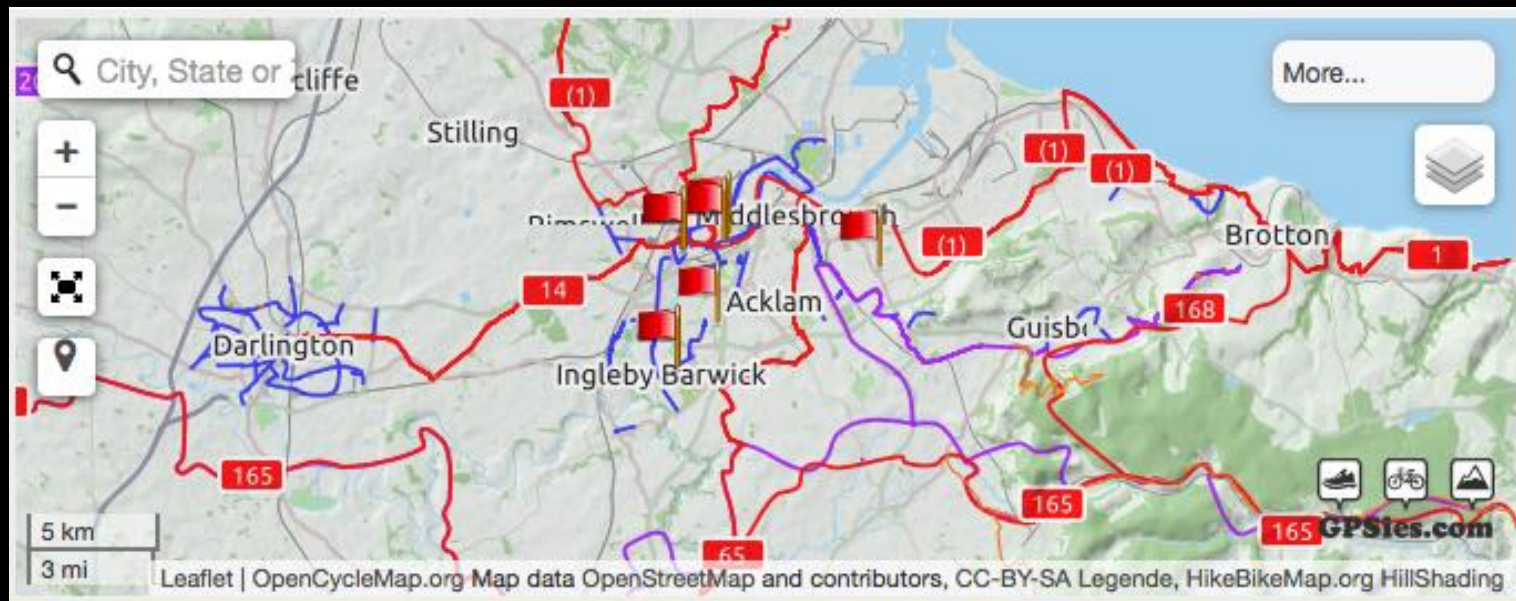 City, State or
cliffe
More...
(1)
Stilling
(1)
(1)
+
−
Middlesbrough
(1)
Brotton
1
14
Acklam
168
Darlington
Ingleby Barwick
165
165
165
GPSies.com
65
5 km
3 mi
Leaflet | OpenCycleMap.org Map data OpenStreetMap and contributors, CC-BY-SA Legende, HikeBikeMap.org HillShading